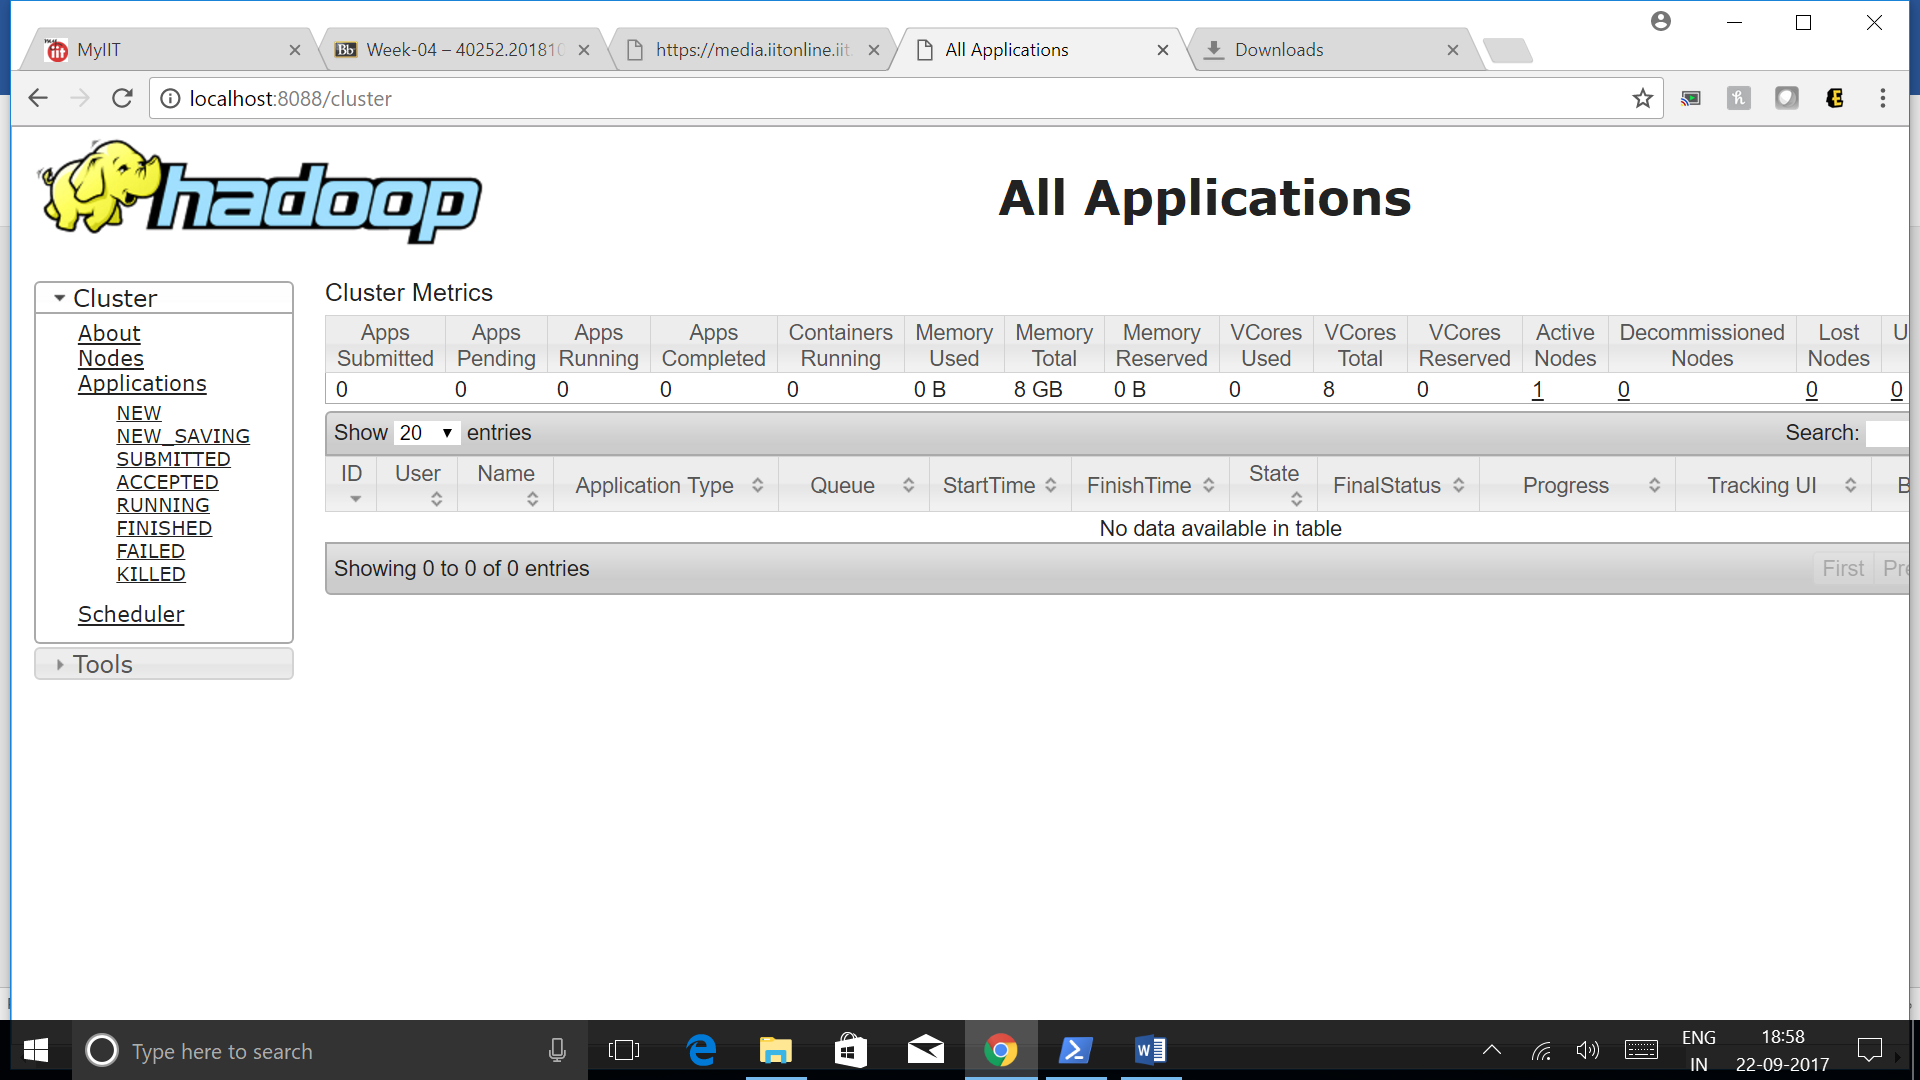 MyIIT
Week-04 – 40252.201810
https://media.iitonline.iit.
All Applications
Downloads
localhost:8088/cluster
hadoop
All Applications
Cluster
About
Nodes
Applications
NEW
NEW_SAVING
SUBMITTED
ACCEPTED
RUNNING
FINISHED
FAILED
KILLED
Scheduler
Tools
Cluster Metrics
Apps Submitted Apps Pending Apps Running Apps Completed Containers Running Memory Used Memory Total Memory Reserved VCores Used VCores Total VCores Reserved Active Nodes Decommissioned Nodes Lost Nodes U
0 0 0 0 0 0 B 8 GB 0 B 0 8 0 1 0 0 0
Show 20 entries Search:
ID User Name Application Type Queue StartTime FinishTime State FinalStatus Progress Tracking UI B
No data available in table
Showing 0 to 0 of 0 entries First Pre
Type here to search
ENG
IN
18:58
22-09-2017